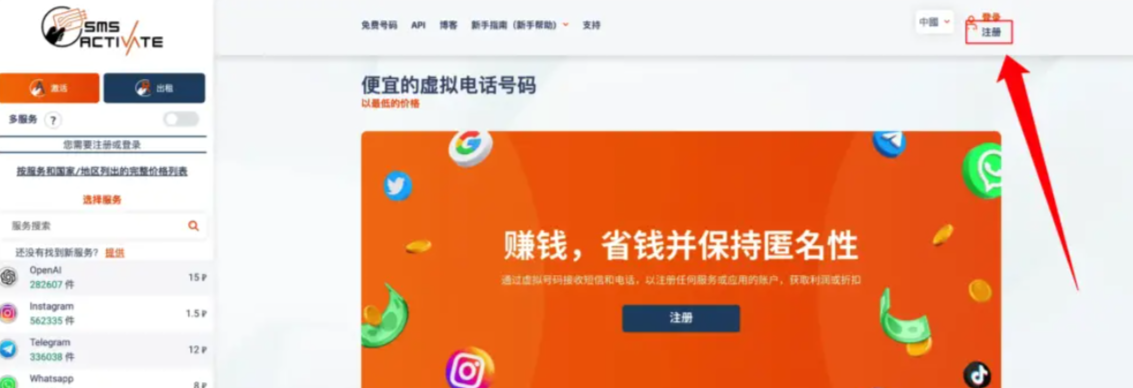 SMS
ACTIVATE
免费号码 API 博客 新手指南（新手帮助） 支持
中國
登录
注册
激活
出租
多服务 ?
您需要注册或登录
按服务和国家/地区列出的完整价格列表
选择服务
服务搜索
还没有找到新服务? 提供
OpenAI
282607 件
15 ₽
Instagram
562335 件
1.5 ₽
Telegram
336038 件
12 ₽
Whatsapp
8 ₽
便宜的虚拟电话号码
以最低的价格
赚钱，省钱并保持匿名性
通过虚拟号码接收短信和电话，以注册任何服务或应用的账户，获取利润或折扣
注册